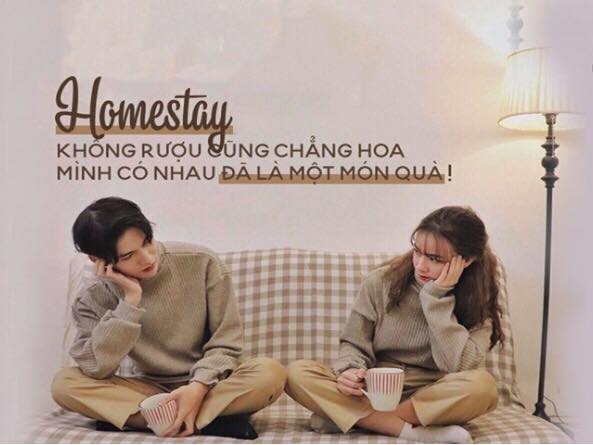 Homestay
KHÔNG RƯỢU CŨNG CHẲNG HOA
MÌNH CÓ NHAU ĐÃ LÀ MỘT MÓN QUÀ!